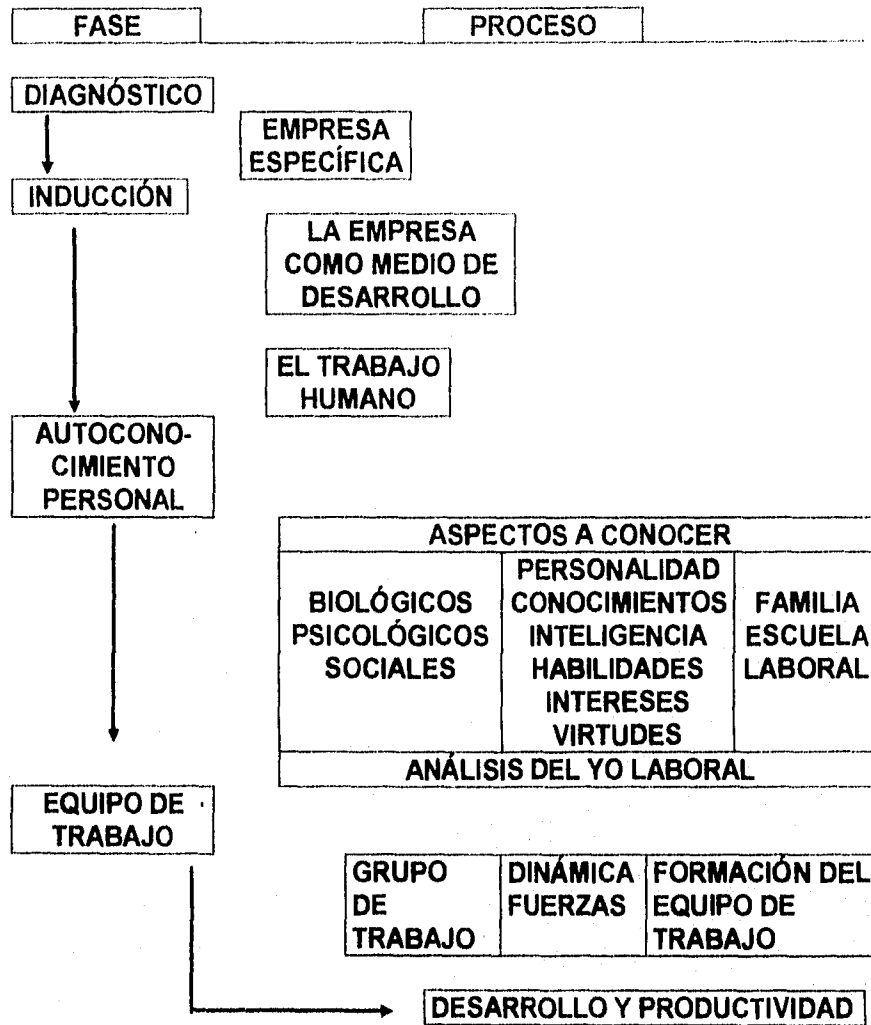 FASE PROCESO
DIAGNÓSTICO
EMPRESA
ESPECÍFICA
INDUCCIÓN
LA EMPRESA
COMO MEDIO DE
DESARROLLO
EL TRABAJO
HUMANO
AUTOCONO-
CIMIENTO
PERSONAL
ASPECTOS A CONOCER
BIOLÓGICOS
PSICOLÓGICOS
SOCIALES
PERSONALIDAD
CONOCIMIENTOS
INTELIGENCIA
HABILIDADES
INTERESES
VIRTUDES
FAMILIA
ESCUELA
LABORAL
ANÁLISIS DEL YO LABORAL
EQUIPO DE
TRABAJO
GRUPO
DE
TRABAJO
DINÁMICA
FUERZAS
FORMACIÓN DEL
EQUIPO DE
TRABAJO
DESARROLLO Y PRODUCTIVIDAD